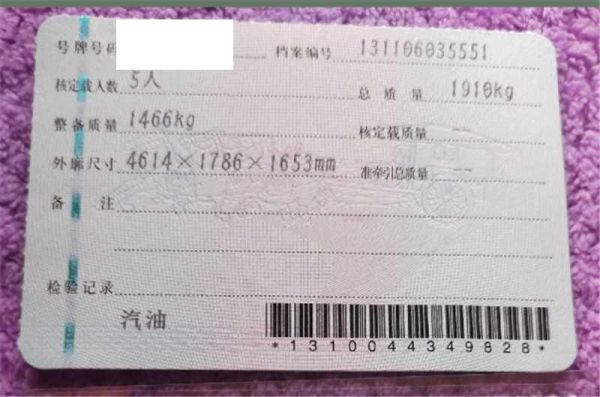 号牌号码 档案编号 131106035551
核定载人数 5人 总质量 1910kg
整备质量 1466kg 核定载质量 --
外廓尺寸 4614×1786×1653mm 准牵引总质量 --
备注
检验记录
汽油
*1310044349828*